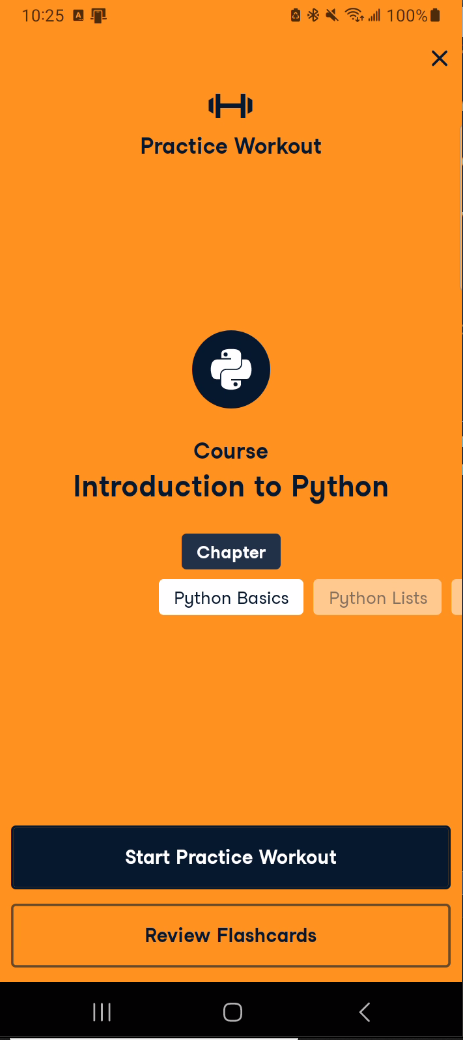 10:25 A 100%
Practice Workout
Course
Introduction to Python
Chapter
Python Basics Python Lists
Start Practice Workout
Review Flashcards